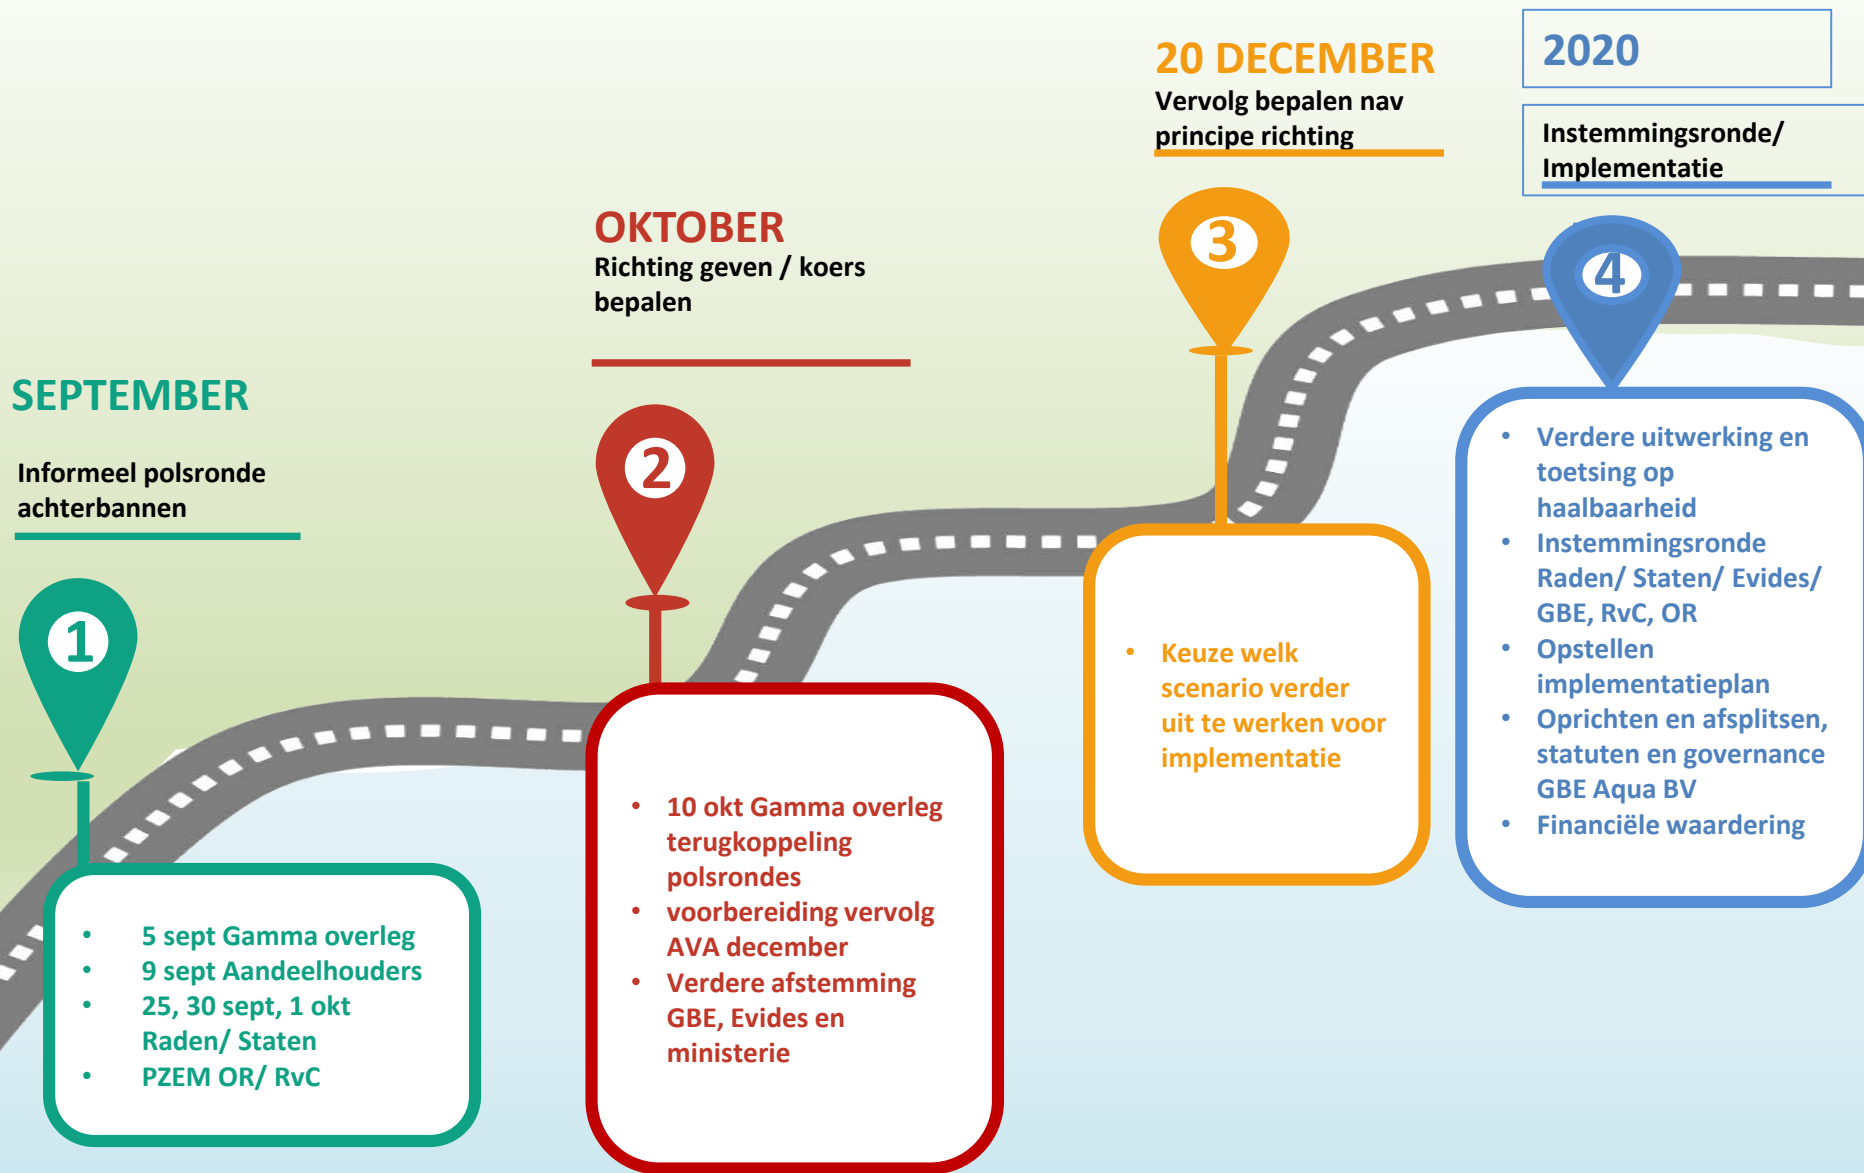 SEPTEMBER
Informeel polsronde
achterbannen
1
• 5 sept Gamma overleg
• 9 sept Aandeelhouders
• 25, 30 sept, 1 okt
Raden/ Staten
• PZEM OR/ RvC
OKTOBER
Richting geven / koers
bepalen
2
• 10 okt Gamma overleg
terugkoppeling
polsrondes
• voorbereiding vervolg
AVA december
• Verdere afstemming
GBE, Evides en
ministerie
20 DECEMBER
Vervolg bepalen nav
principe richting
3
• Keuze welk
scenario verder
uit te werken voor
implementatie
2020
Instemmingsronde/
Implementatie
4
• Verdere uitwerking en
toetsing op
haalbaarheid
• Instemmingsronde
Raden/ Staten/ Evides/
GBE, RvC, OR
• Opstellen
implementatieplan
• Oprichten en afsplitsen,
statuten en governance
GBE Aqua BV
• Financiële waardering